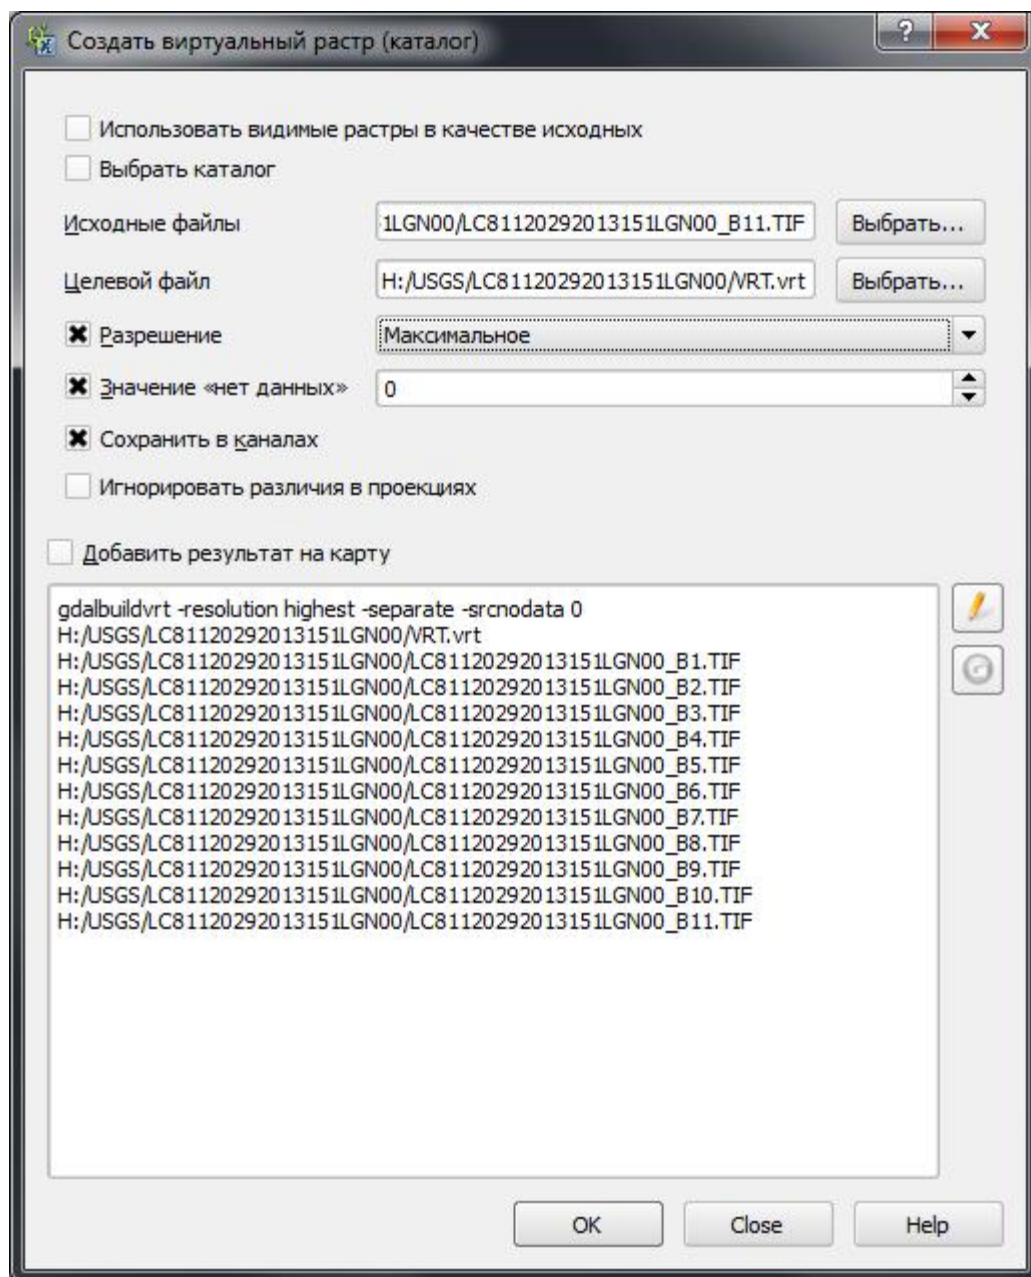 Создать виртуальный растр (каталог)
Использовать видимые растры в качестве исходных
Выбрать каталог
Исходные файлы 1LGN00/LC81120292013151LGN00_B11.TIF Выбрать...
Целевой файл H:/USGS/LC81120292013151LGN00/VRT.vrt Выбрать...
Разрешение Максимальное
Значение «нет данных» 0
Сохранить в каналах
Игнорировать различия в проекциях
Добавить результат на карту
gdalbuildvrt -resolution highest -separate -srcnodata 0
H:/USGS/LC81120292013151LGN00/VRT.vrt
H:/USGS/LC81120292013151LGN00/LC81120292013151LGN00_B1.TIF
H:/USGS/LC81120292013151LGN00/LC81120292013151LGN00_B2.TIF
H:/USGS/LC81120292013151LGN00/LC81120292013151LGN00_B3.TIF
H:/USGS/LC81120292013151LGN00/LC81120292013151LGN00_B4.TIF
H:/USGS/LC81120292013151LGN00/LC81120292013151LGN00_B5.TIF
H:/USGS/LC81120292013151LGN00/LC81120292013151LGN00_B6.TIF
H:/USGS/LC81120292013151LGN00/LC81120292013151LGN00_B7.TIF
H:/USGS/LC81120292013151LGN00/LC81120292013151LGN00_B8.TIF
H:/USGS/LC81120292013151LGN00/LC81120292013151LGN00_B9.TIF
H:/USGS/LC81120292013151LGN00/LC81120292013151LGN00_B10.TIF
H:/USGS/LC81120292013151LGN00/LC81120292013151LGN00_B11.TIF
OK Close Help